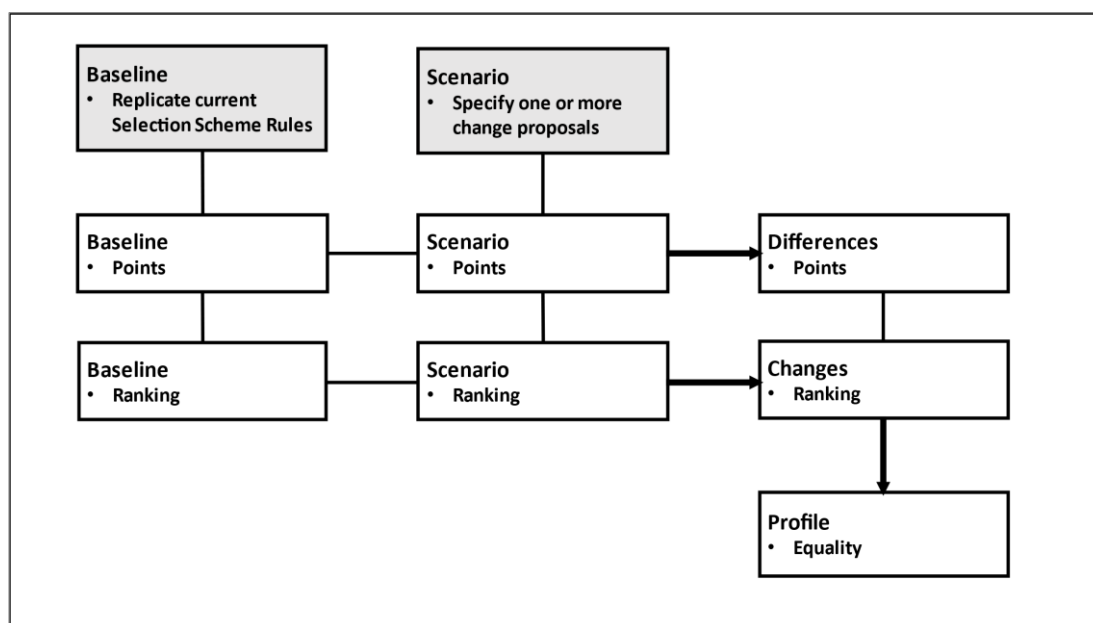 Baseline
• Replicate current
Selection Scheme Rules
Scenario
• Specify one or more
change proposals
Baseline
• Points
Scenario
• Points
Differences
• Points
Baseline
• Ranking
Scenario
• Ranking
Changes
• Ranking
Profile
• Equality